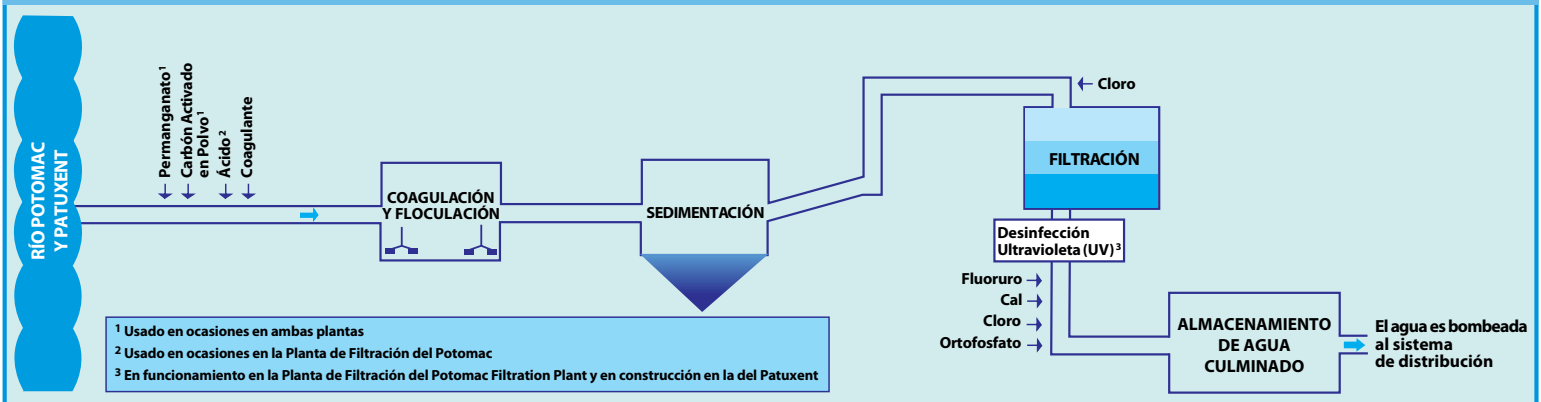 RÍO POTOMAC
Y PATUXENT
Permanganato¹
Carbón Activado
en Polvo¹
Ácido²
Coagulante
COAGULACIÓN
Y FLOCULACIÓN
SEDIMENTACIÓN
Cloro
FILTRACIÓN
Desinfección
Ultravioleta (UV)³
Fluoruro
Cal
Cloro
Ortofosfato
ALMACENAMIENTO
DE AGUA
CULMINADO
El agua es bombeada
al sistema
de distribución
¹ Usado en ocasiones en ambas plantas
² Usado en ocasiones en la Planta de Filtración del Potomac
³ En funcionamiento en la Planta de Filtración del Potomac Filtration Plant y en construcción en la del Patuxent